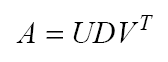 A = UDV^T